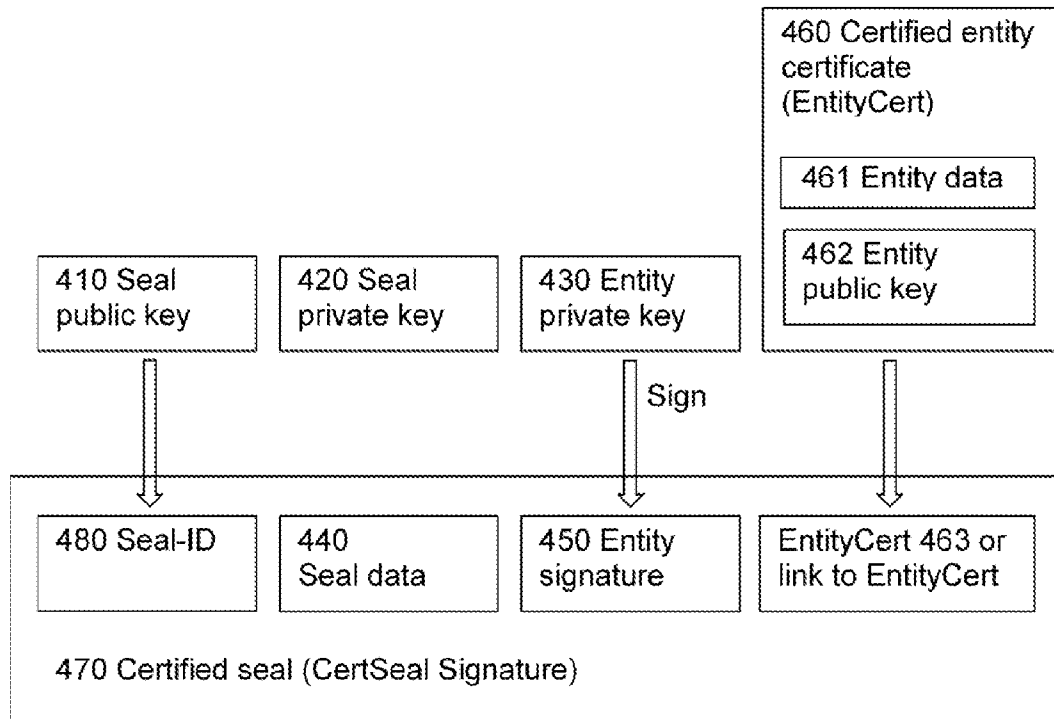 460 Certified entity
certificate
(EntityCert)
461 Entity data
462 Entity
public key
410 Seal
public key
420 Seal
private key
430 Entity
private key
Sign
480 Seal-ID
440
Seal data
450 Entity
signature
EntityCert 463 or
link to EntityCert
470 Certified seal (CertSeal Signature)